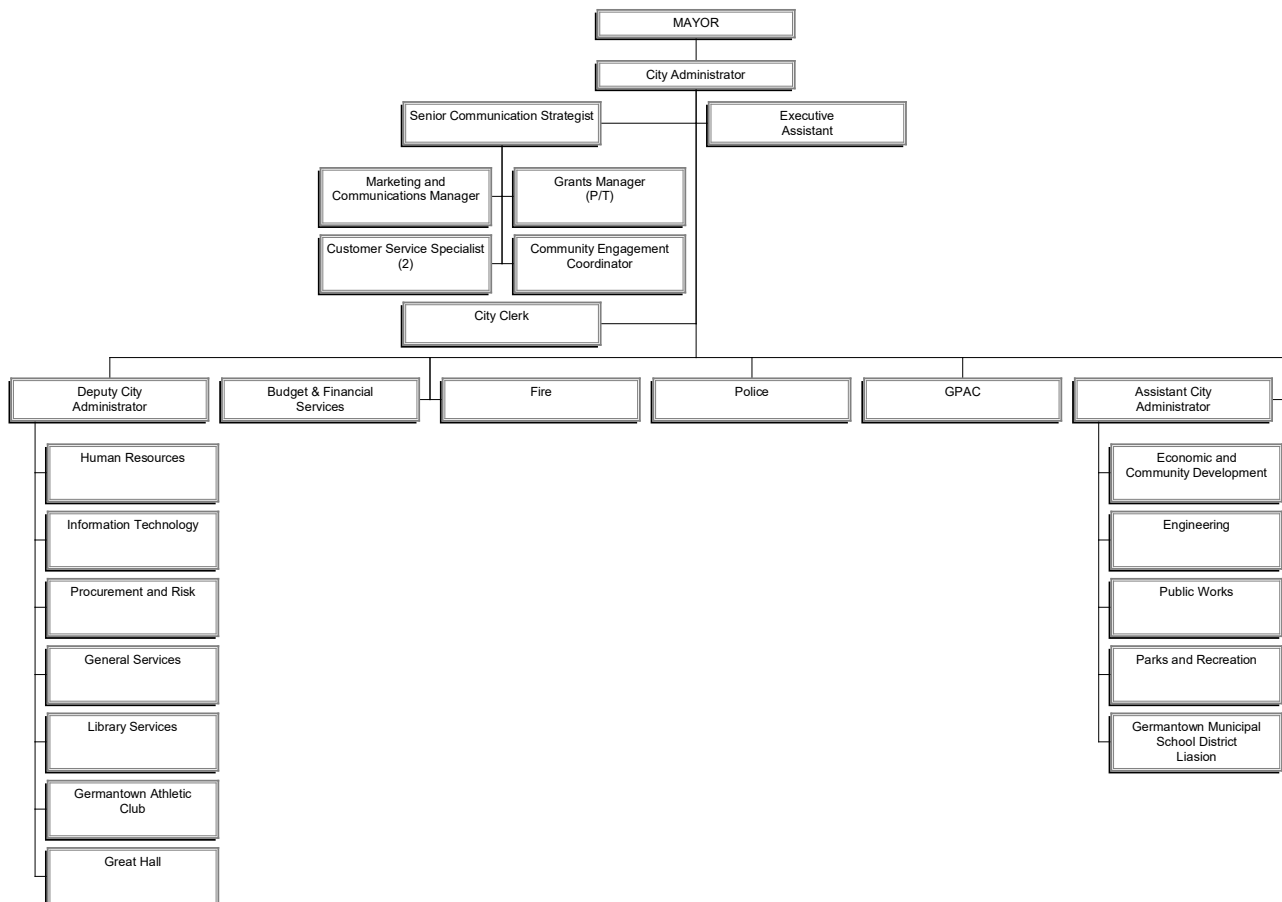 MAYOR
City Administrator
Senior Communication Strategist
Executive
Assistant
Marketing and
Communications Manager
Grants Manager
(P/T)
Customer Service Specialist
(2)
Community Engagement
Coordinator
City Clerk
Deputy City
Administrator
Budget & Financial
Services
Fire
Police
GPAC
Assistant City
Administrator
Human Resources
Information Technology
Procurement and Risk
General Services
Library Services
Germantown Athletic
Club
Great Hall
Economic and
Community Development
Engineering
Public Works
Parks and Recreation
Germantown Municipal
School District
Liasion